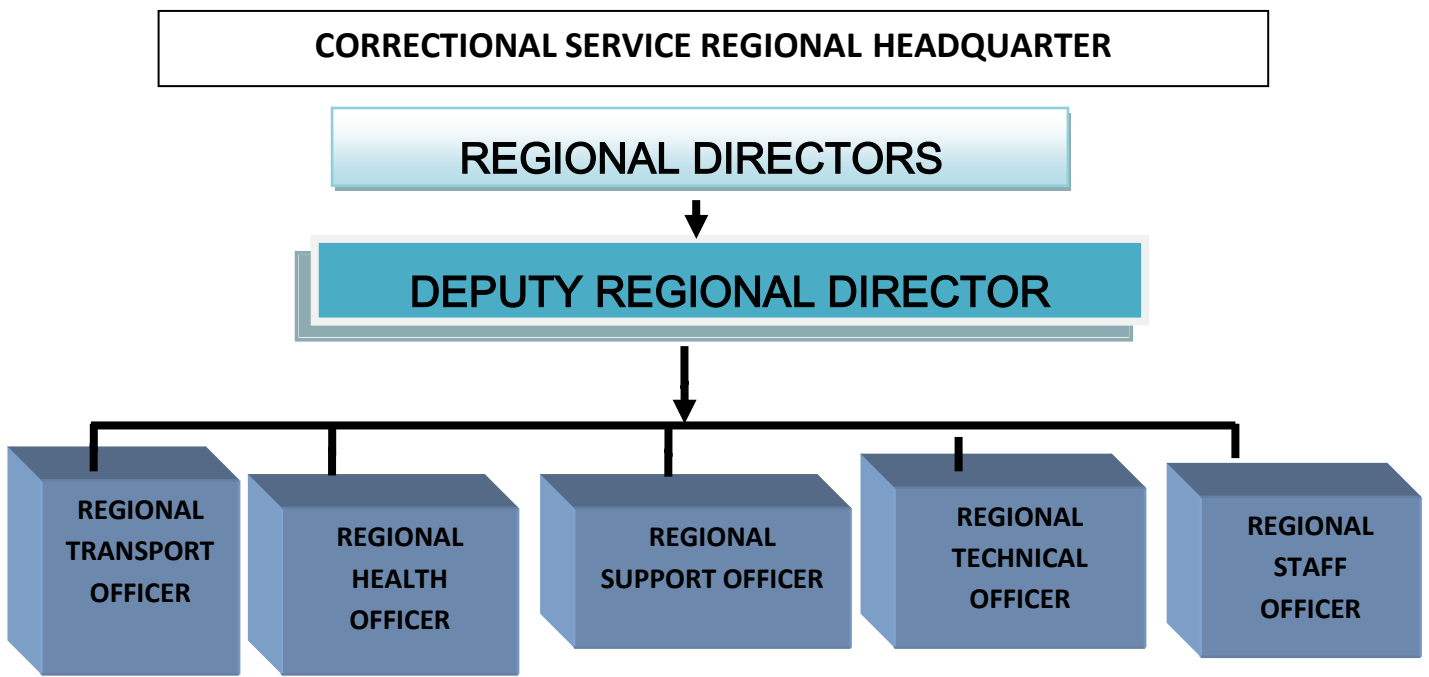 CORRECTIONAL SERVICE REGIONAL HEADQUARTER
REGIONAL DIRECTORS
DEPUTY REGIONAL DIRECTOR
REGIONAL
TRANSPORT
OFFICER
REGIONAL
HEALTH
OFFICER
REGIONAL
SUPPORT OFFICER
REGIONAL
TECHNICAL
OFFICER
REGIONAL
STAFF
OFFICER